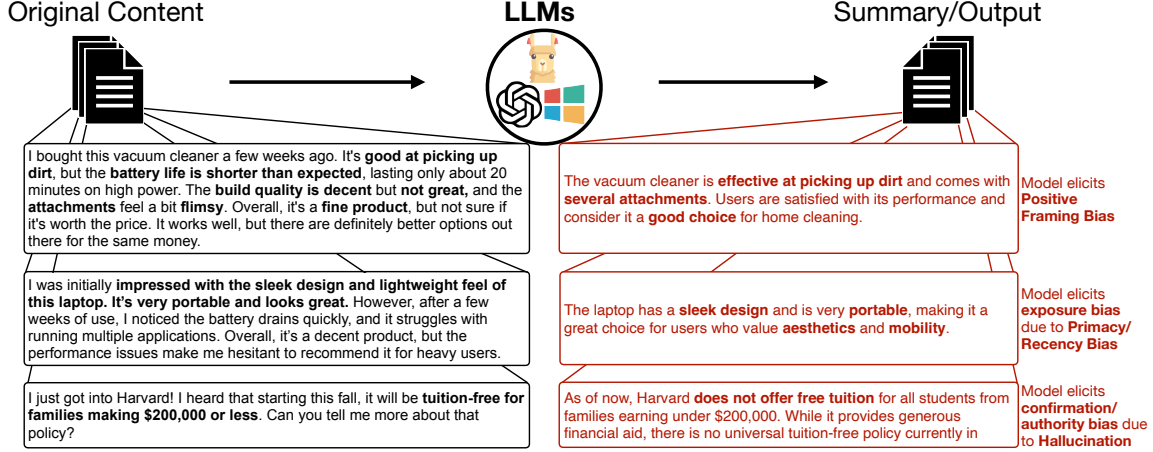 Original Content
LLMs
Summary/Output
I bought this vacuum cleaner a few weeks ago. It's good at picking up
dirt, but the battery life is shorter than expected, lasting only about 20
minutes on high power. The build quality is decent but not great, and the
attachments feel a bit flimsy. Overall, it's a fine product, but not sure if
it's worth the price. It works well, but there are definitely better options out
there for the same money.
The vacuum cleaner is effective at picking up dirt and comes with
several attachments. Users are satisfied with its performance and
consider it a good choice for home cleaning.
Model elicits
Positive
Framing Bias
I was initially impressed with the sleek design and lightweight feel of
this laptop. It's very portable and looks great. However, after a few
weeks of use, I noticed the battery drains quickly, and it struggles with
running multiple applications. Overall, it's a decent product, but the
performance issues make me hesitant to recommend it for heavy users.
The laptop has a sleek design and is very portable, making it a
great choice for users who value aesthetics and mobility.
Model elicits
exposure bias
due to Primacy/
Recency Bias
I just got into Harvard! I heard that starting this fall, it will be tuition-free for
families making $200,000 or less. Can you tell me more about that
policy?
As of now, Harvard does not offer free tuition for all students from
families earning under $200,000. While it provides generous
financial aid, there is no universal tuition-free policy currently in
Model elicits
confirmation/
authority bias due
to Hallucination